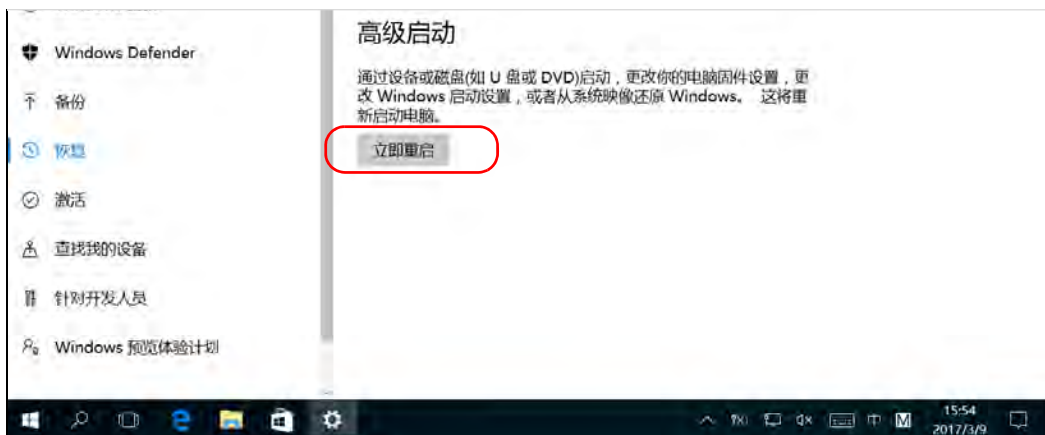 高级启动
Windows Defender
通过设备或磁盘(如 U 盘或 DVD)启动，更改你的电脑固件设置，更
改 Windows 启动设置，或者从系统映像还原 Windows。 这将重
新启动电脑。
备份
恢复
立即重启
激活
查找我的设备
针对开发人员
Windows 预览体验计划
中
M
15:54
2017/3/9